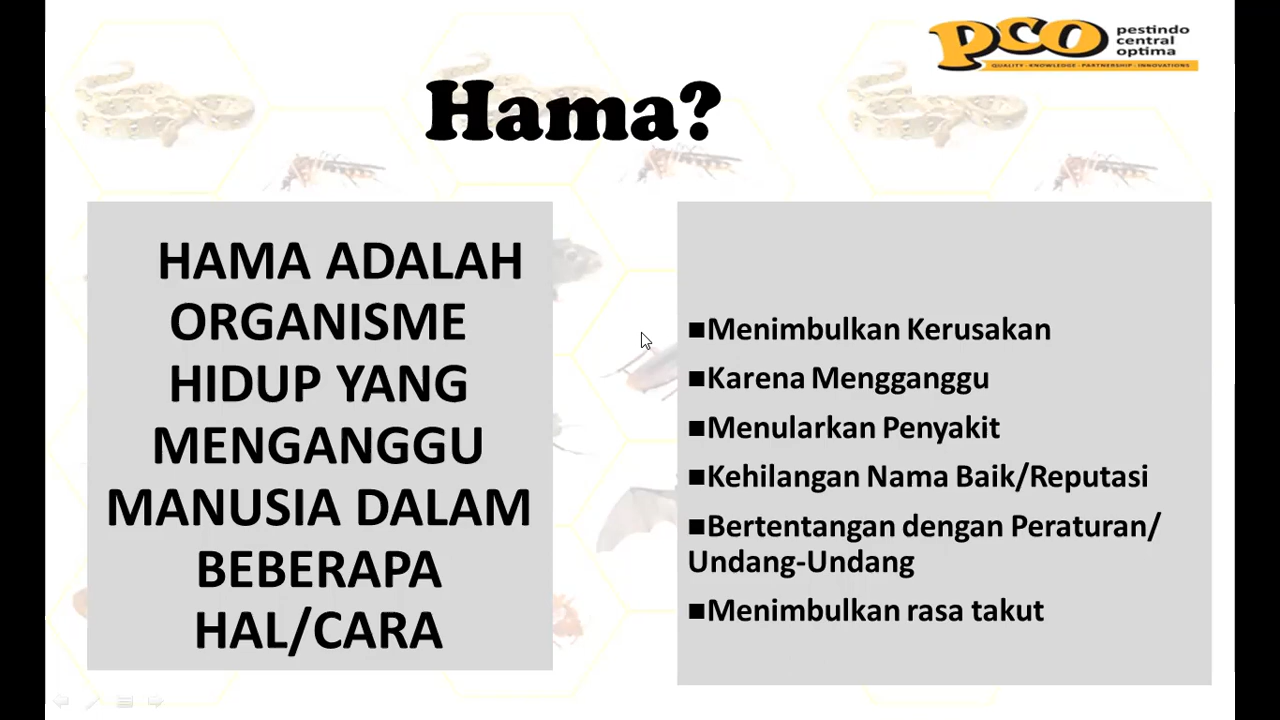 pco
pestindo
central
optima
QUALITY - KNOWLEDGE - PARTNERSHIP - INNOVATIONS
Hama?
HAMA ADALAH
ORGANISME
HIDUP YANG
MENGANGGU
MANUSIA DALAM
BEBERAPA
HAL/CARA
■Menimbulkan Kerusakan
■Karena Mengganggu
■Menularkan Penyakit
■Kehilangan Nama Baik/Reputasi
■Bertentangan dengan Peraturan/
Undang-Undang
■Menimbulkan rasa takut